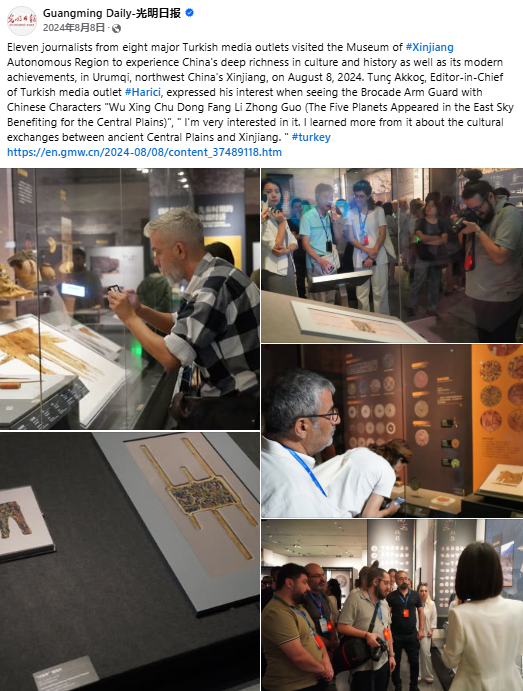 Guangming Daily-光明日报
2024年8月8日 ·
Eleven journalists from eight major Turkish media outlets visited the Museum of #Xinjiang
Autonomous Region to experience China's deep richness in culture and history as well as its modern
achievements, in Urumqi, northwest China's Xinjiang, on August 8, 2024. Tunç Akkoç, Editor-in-Chief
of Turkish media outlet #Harici, expressed his interest when seeing the Brocade Arm Guard with
Chinese Characters "Wu Xing Chu Dong Fang Li Zhong Guo (The Five Planets Appeared in the East Sky
Benefiting for the Central Plains)", " I'm very interested in it. I learned more from it about the cultural
exchanges between ancient Central Plains and Xinjiang. " #turkey
https://en.gmw.cn/2024-08/08/content_37489118.htm